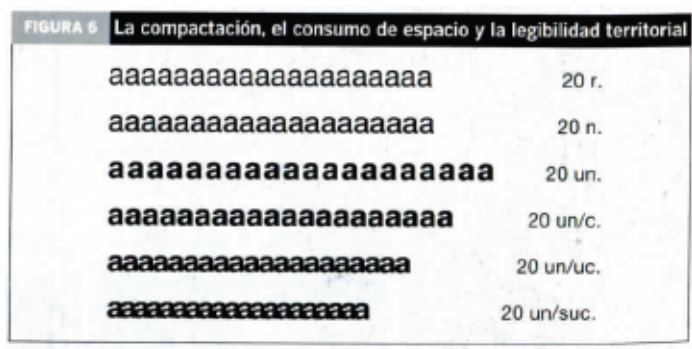 FIGURA 6 La compactación, el consumo de espacio y la legibilidad territorial
aaaaaaaaaaaaaaaaaaaa 20 r.
aaaaaaaaaaaaaaaaaaaa 20 n.
aaaaaaaaaaaaaaaaaaaa 20 un.
aaaaaaaaaaaaaaaaaaaa 20 un/c.
aaaaaaaaaaaaaaaaaaaa 20 un/uc.
aaaaaaaaaaaaaaaaaaaa 20 un/suc.